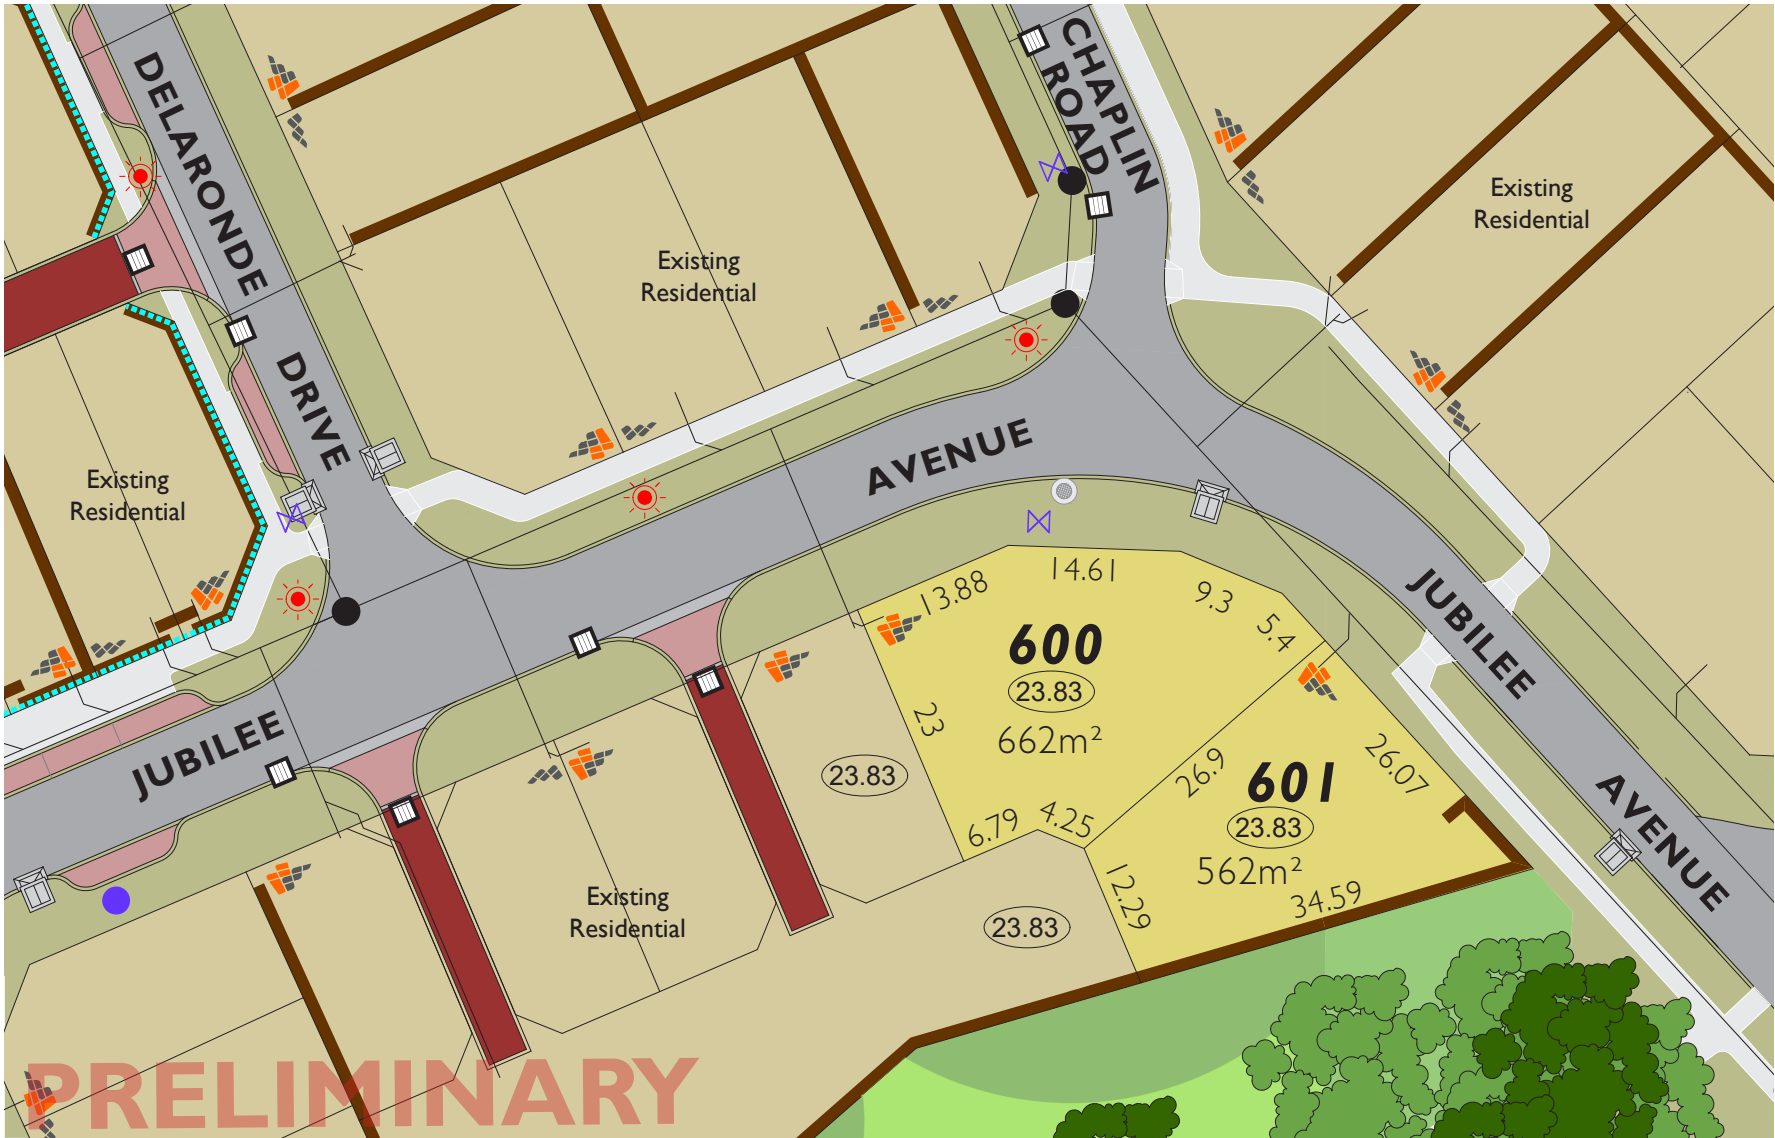 CHAPLIN
ROAD
DELARONDE
DRIVE
Existing
Residential
Existing
Residential
Existing
Residential
AVENUE
13.88
14.61
9.3
5.4
JUBILEE
600
23.83
662m²
23
6.79
4.25
26.9
26.07
JUBILEE
23.83
601
23.83
562m²
12.29
34.59
AVENUE
Existing
Residential
23.83
PRELIMINARY